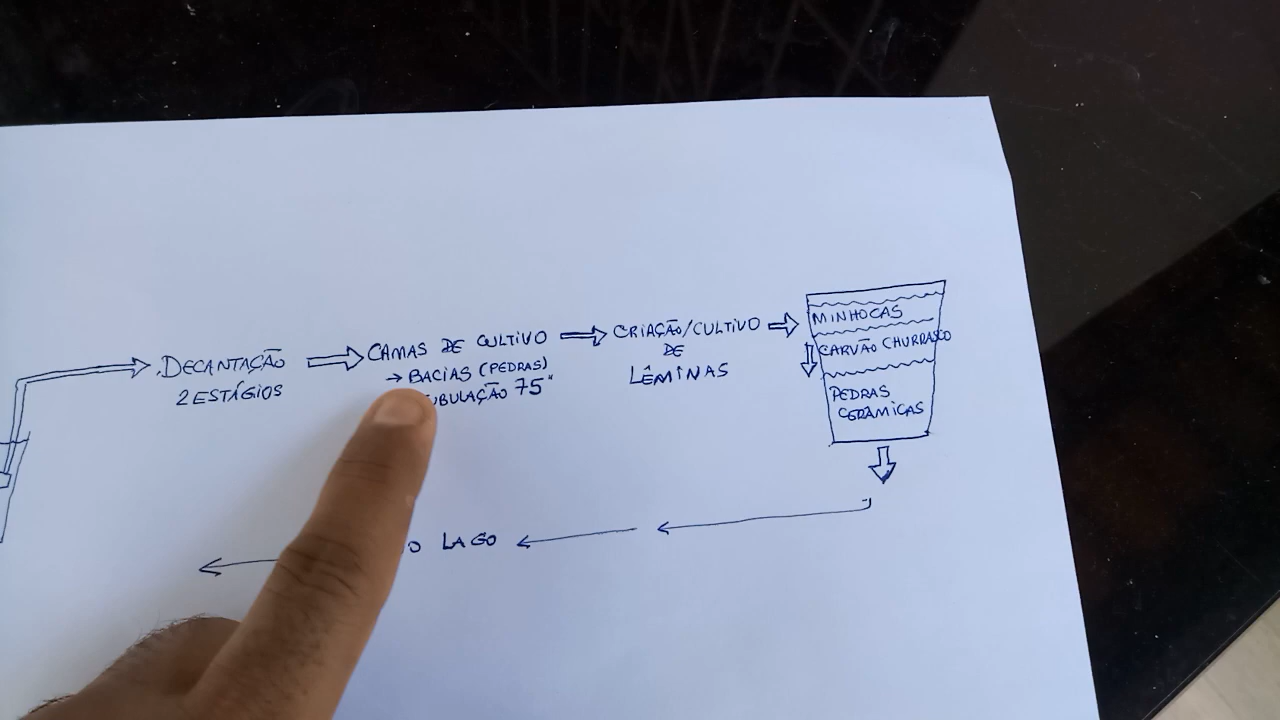 DECANTAÇÃO
2 ESTÁGIOS
CAMAS DE CULTIVO
→ BACIAS (PEDRAS)
75"
CRIAÇÃO/CULTIVO
DE
LÊMINAS
MINHOCAS
CARVÃO CHURRASCO
PEDRAS
CERÂMICAS
LAGO